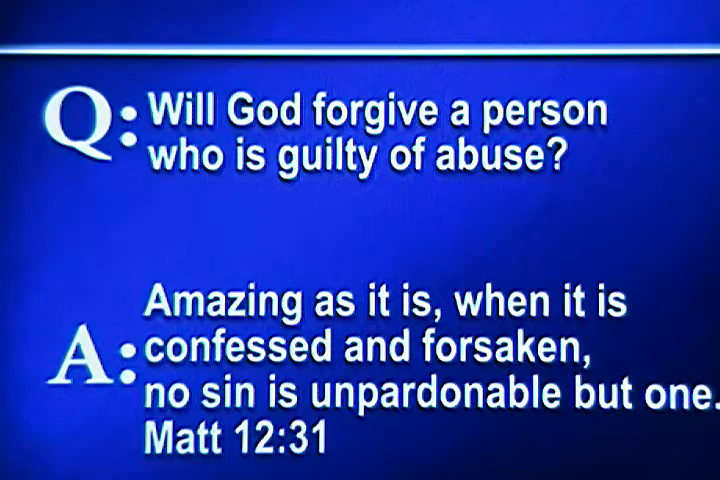 Q: Will God forgive a person
who is guilty of abuse?
A: Amazing as it is, when it is
confessed and forsaken,
no sin is unpardonable but one.
Matt 12:31